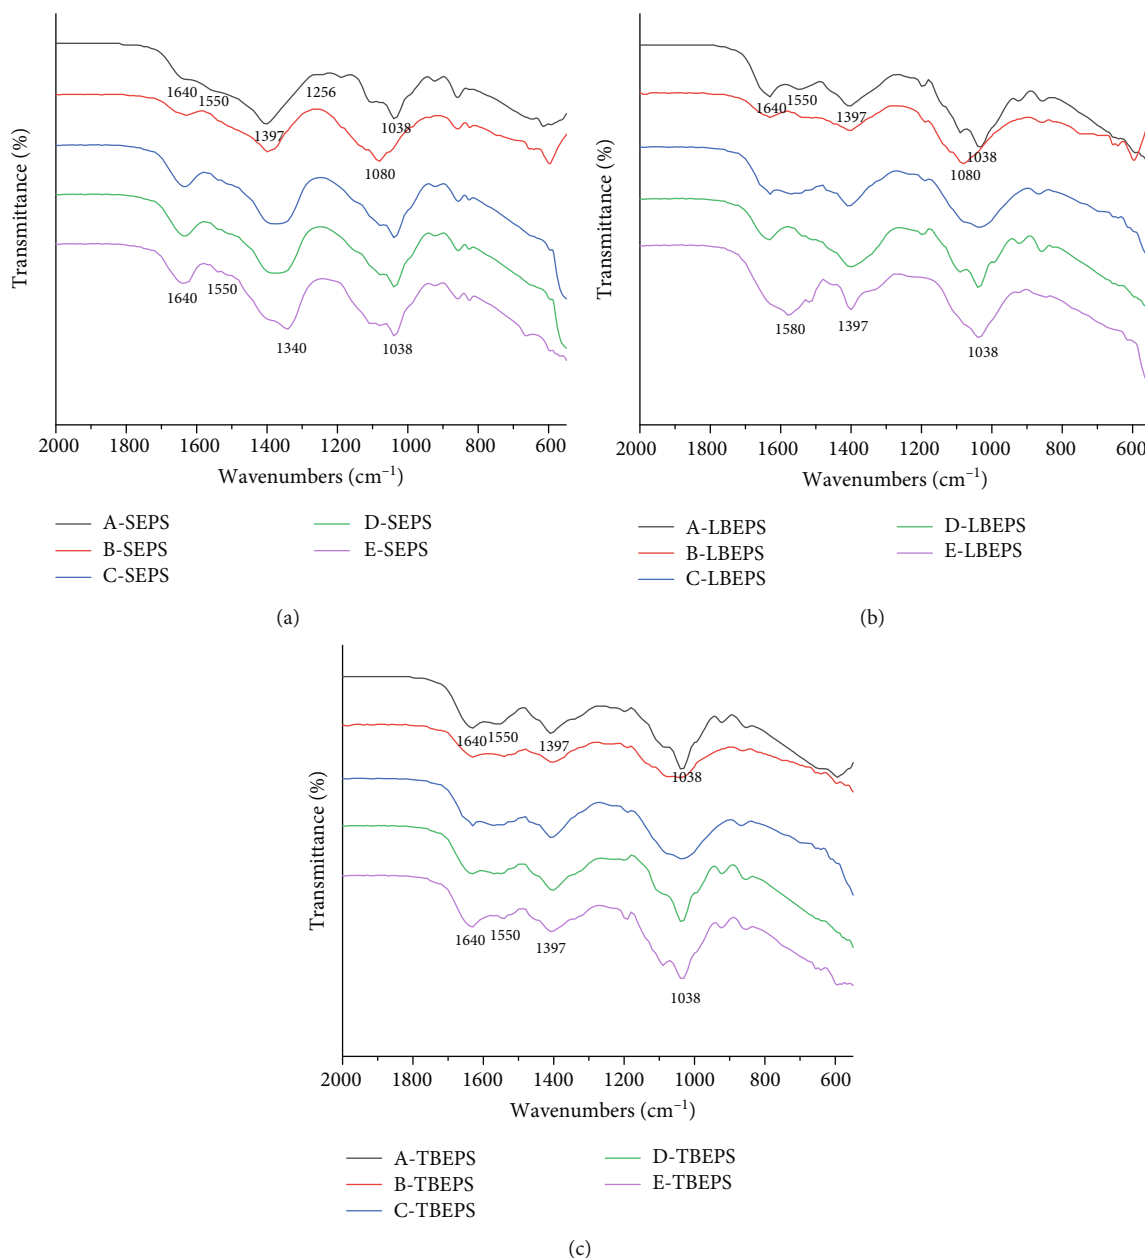 Transmittance (%)
1640
1550
1256
1397
1038
1080
1640
1550
1340
1038
2000 1600 1400 1200 1000 800 600
Wavenumbers (cm⁻¹)
A-SEPS
B-SEPS
C-SEPS
D-SEPS
E-SEPS
(a)
Transmittance (%)
1640
1550
1397
1038
1080
1580
1397
1038
2000 1600 1400 1200 1000 800 600
Wavenumbers (cm⁻¹)
A-LBEPS
B-LBEPS
C-LBEPS
D-LBEPS
E-LBEPS
(b)
Transmittance (%)
1640
1550
1397
1038
1640
1550
1397
1038
2000 1600 1400 1200 1000 800 600
Wavenumbers (cm⁻¹)
A-TBEPS
B-TBEPS
C-TBEPS
D-TBEPS
E-TBEPS
(c)